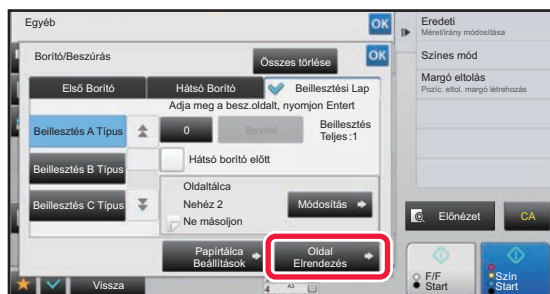 Egyéb
OK
Borító/Beszúrás
Összes törlése
OK
Első Borító
Hátsó Borító
Beillesztési Lap
Adja meg a besz.oldalt, nyomjon Entert
Beillesztés A Típus
0
Bevitel
Beillesztés
Teljes :1
Beillesztés B Típus
Hátsó borító előtt
Beillesztés C Típus
Oldaltálca
Nehéz 2
Ne másoljon
Módosítás
Papírtálca
Beállítások
Oldal
Elrendezés
Vissza
4
A3
Eredeti
Méret/irány módosítása
Színes mód
Margó eltolás
Pozíc. eltol. margó létrehozás
Előnézet
CA
F/F
Start
Szín
Start